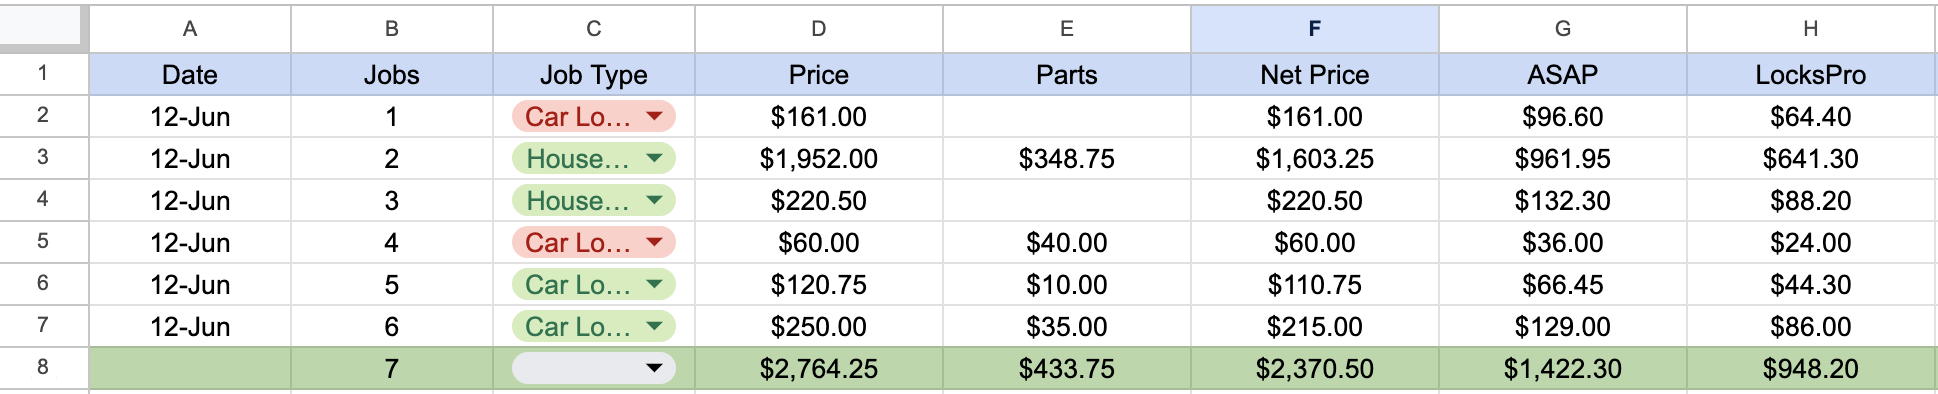 A B C D E F G H
1 Date Jobs Job Type Price Parts Net Price ASAP LocksPro
2 12-Jun 1 Car Lo... $161.00 $161.00 $96.60 $64.40
3 12-Jun 2 House... $1,952.00 $348.75 $1,603.25 $961.95 $641.30
4 12-Jun 3 House... $220.50 $220.50 $132.30 $88.20
5 12-Jun 4 Car Lo... $60.00 $40.00 $60.00 $36.00 $24.00
6 12-Jun 5 Car Lo... $120.75 $10.00 $110.75 $66.45 $44.30
7 12-Jun 6 Car Lo... $250.00 $35.00 $215.00 $129.00 $86.00
8 7 $2,764.25 $433.75 $2,370.50 $1,422.30 $948.20